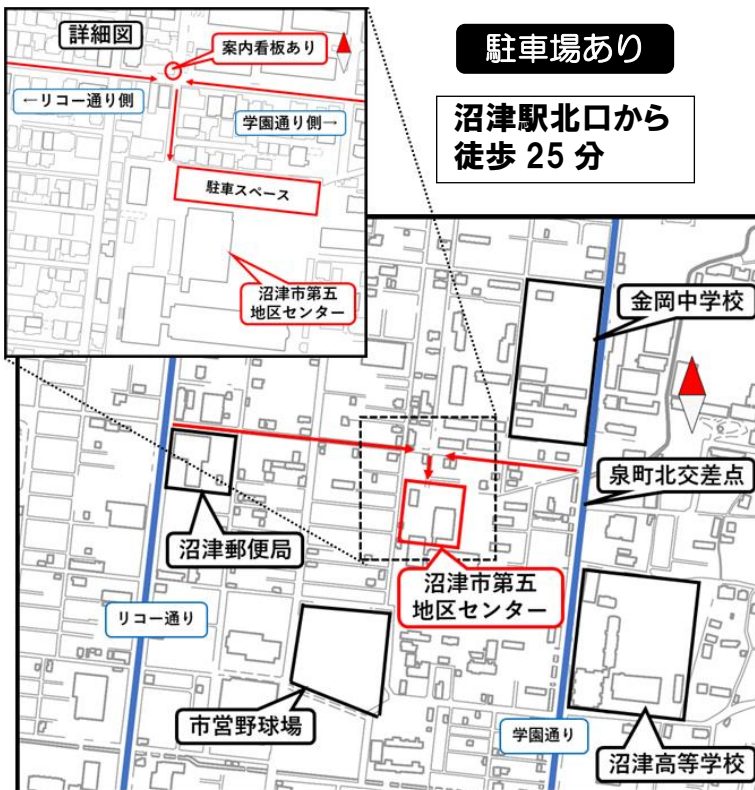 詳細図
案内看板あり
←リコー通り側
学園通り側→
駐車スペース
沼津市第五
地区センター
駐車場あり
沼津駅北口から
徒歩 25 分
金岡中学校
泉町北交差点
沼津郵便局
沼津市第五
地区センター
リコー通り
市営野球場
学園通り
沼津高等学校